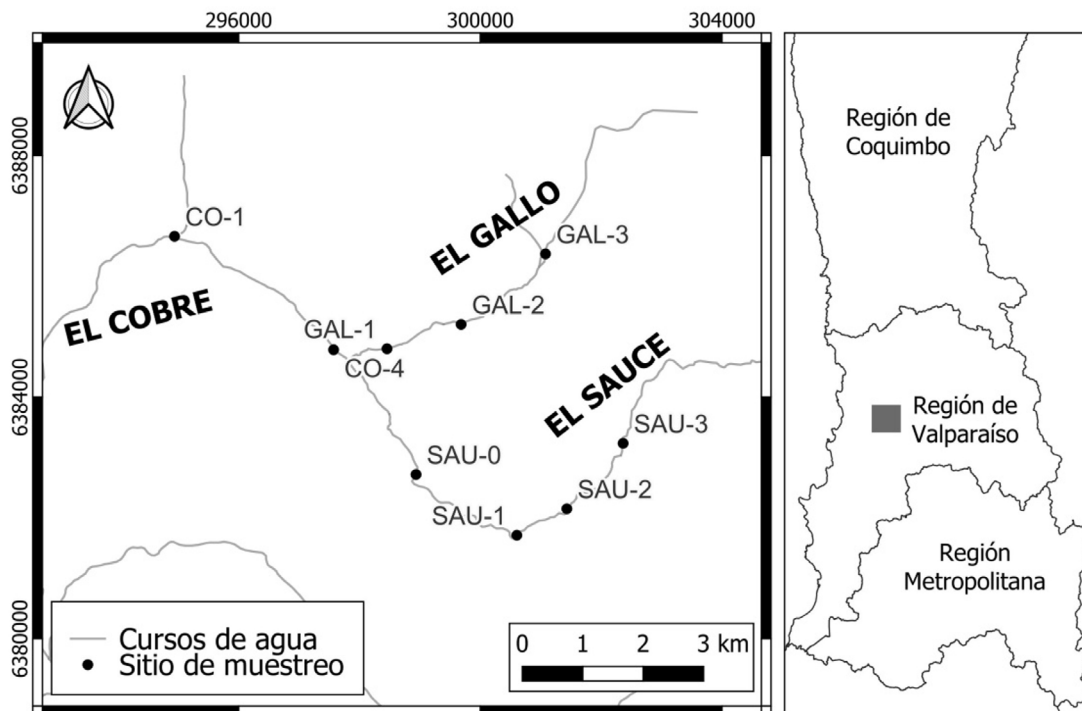 296000
300000
304000
6388000
6384000
6380000
CO-1
EL COBRE
EL GALLO
GAL-3
GAL-2
GAL-1
CO-4
EL SAUCE
SAU-3
SAU-0
SAU-2
SAU-1
Cursos de agua
Sitio de muestreo
0 1 2 3 km
Región de
Coquimbo
Región de
Valparaíso
Región
Metropolitana